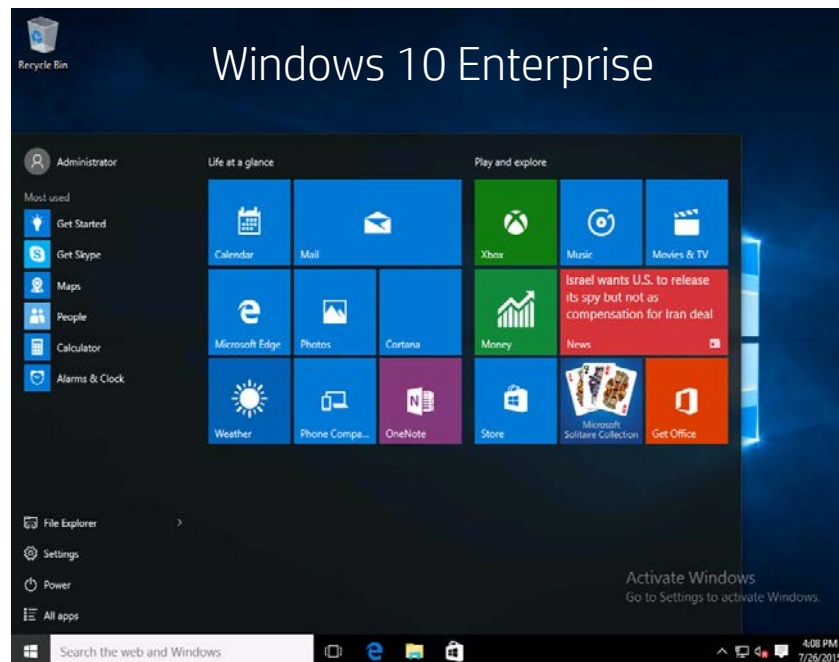 Recycle Bin
Windows 10 Enterprise
Administrator
Most used
Get Started
Get Skype
Maps
People
Calculator
Alarms & Clock
File Explorer
Settings
Power
All apps
Life at a glance
Calendar
Mail
Microsoft Edge
Photos
Cortana
Weather
Phone Compa...
OneNote
Play and explore
Xbox
Music
Movies & TV
Money
Israel wants U.S. to release
its spy but not as
compensation for Iran deal
News
Store
Microsoft
Solitaire Collection
Get Office
Activate Windows
Go to Settings to activate Windows.
Search the web and Windows
4:08 PM
7/26/2015